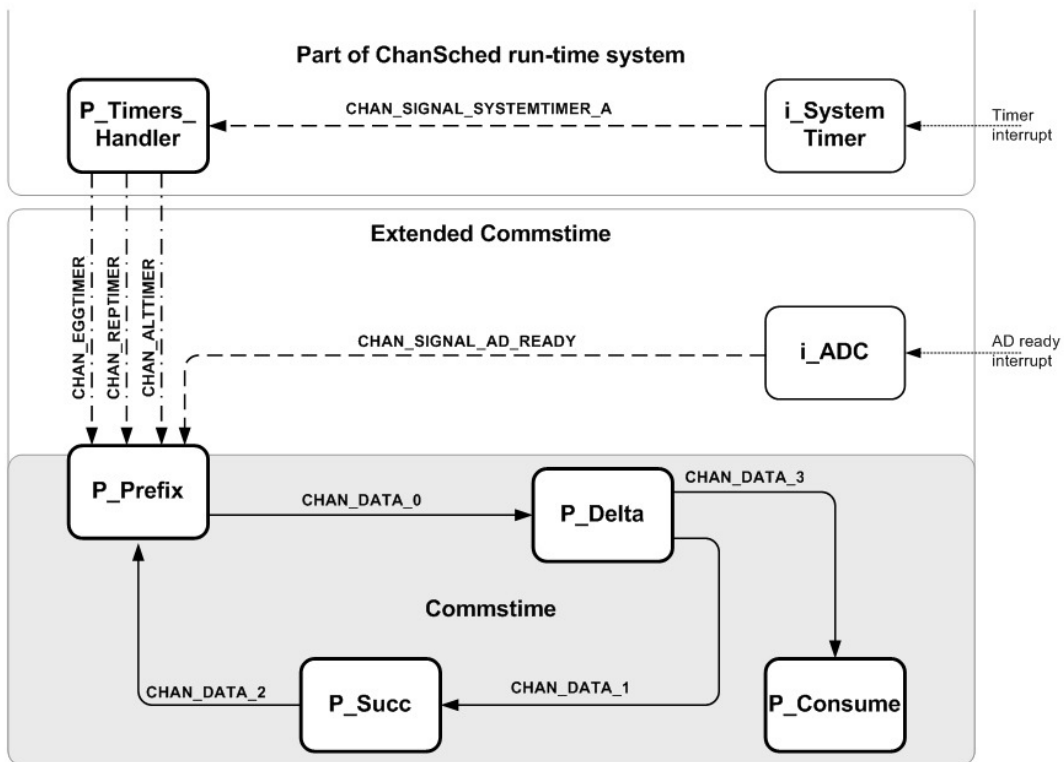 Part of ChanSched run-time system
P_Timers_
Handler
CHAN_SIGNAL_SYSTEMTIMER_A
i_System
Timer
Timer
interrupt
CHAN_EGGTIMER
CHAN_REPTIMER
CHAN_ALTTIMER
Extended Commstime
CHAN_SIGNAL_AD_READY
i_ADC
AD ready
interrupt
P_Prefix
CHAN_DATA_0
P_Delta
CHAN_DATA_3
Commstime
CHAN_DATA_2
P_Succ
CHAN_DATA_1
P_Consume